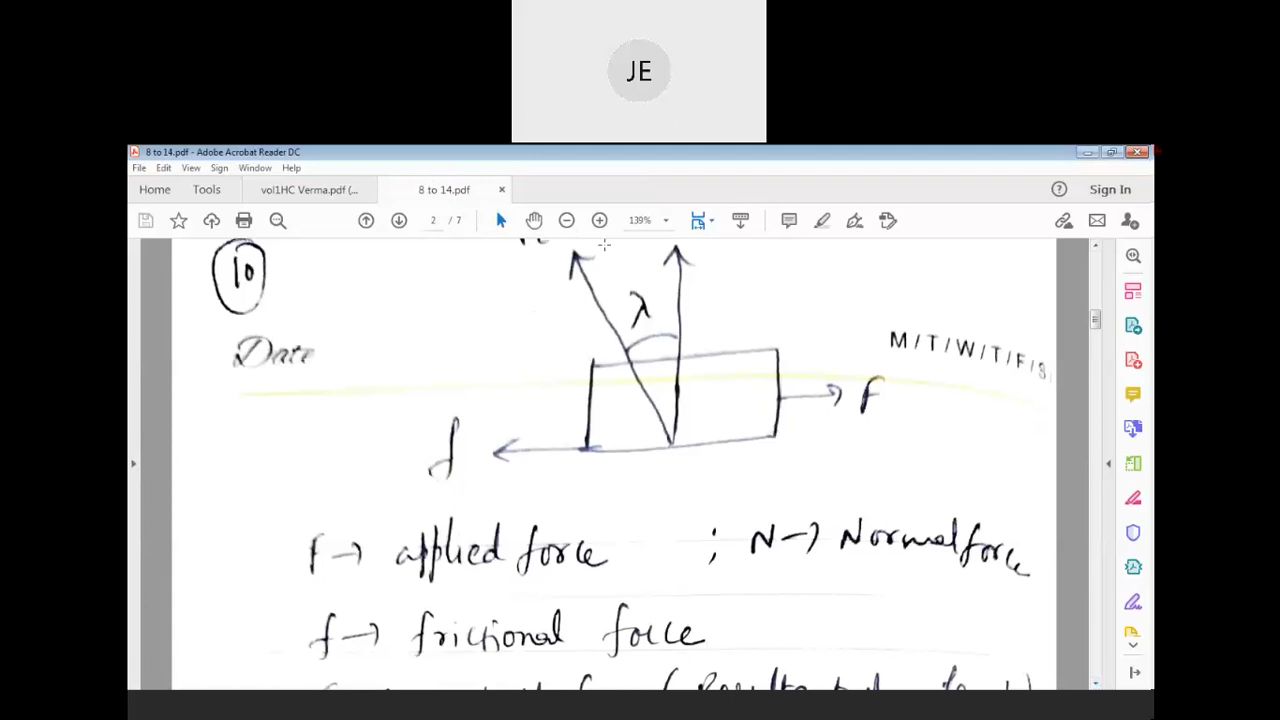 JE
8 to 14.pdf - Adobe Acrobat Reader DC
File Edit View Sign Window Help
Home Tools vol1HC Verma.pdf (... 8 to 14.pdf × ? Sign In
2 / 7 139%
10
λ
Date
M/T/W/T/F/S
F
f
F → applied force ; N → Normal force
f → frictional force